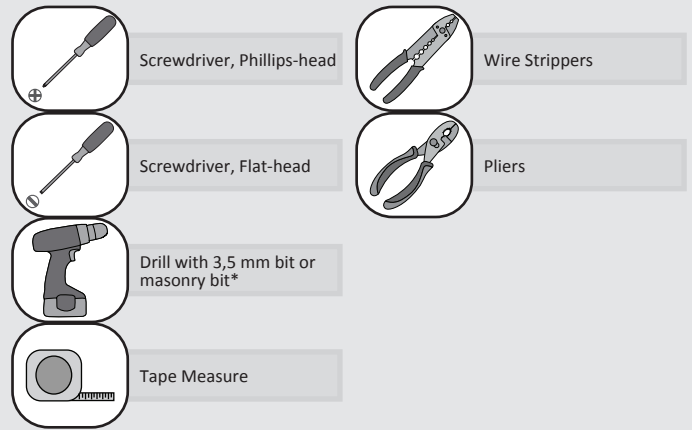 Screwdriver, Phillips-head
Screwdriver, Flat-head
Drill with 3,5 mm bit or
masonry bit*
Tape Measure
Wire Strippers
Pliers